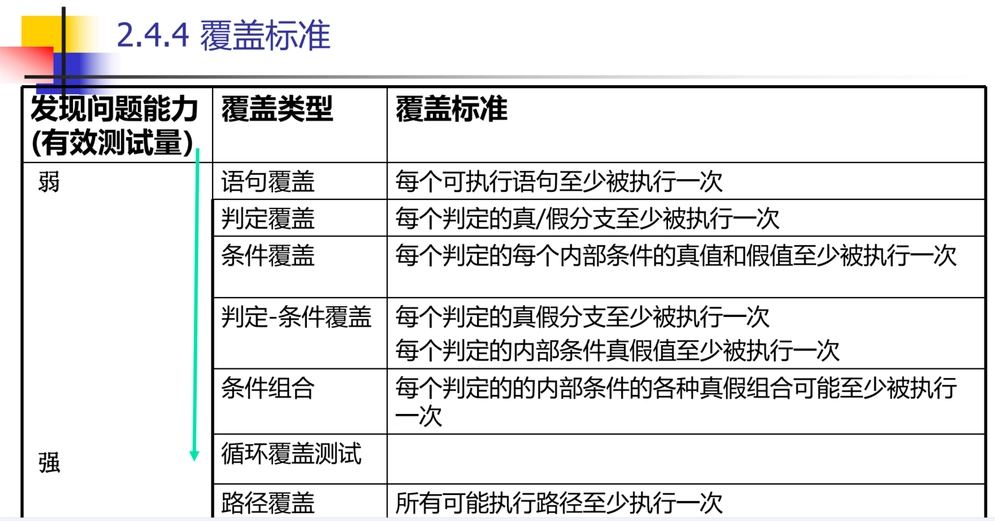 2.4.4 覆盖标准
发现问题能力
(有效测试量)
覆盖类型
覆盖标准
弱
语句覆盖
每个可执行语句至少被执行一次
判定覆盖
每个判定的真/假分支至少被执行一次
条件覆盖
每个判定的每个内部条件的真值和假值至少被执行一次
判定-条件覆盖
每个判定的真假分支至少被执行一次
每个判定的内部条件真假值至少被执行一次
条件组合
每个判定的的内部条件的各种真假组合可能至少被执行
一次
强
循环覆盖测试
路径覆盖
所有可能执行路径至少执行一次